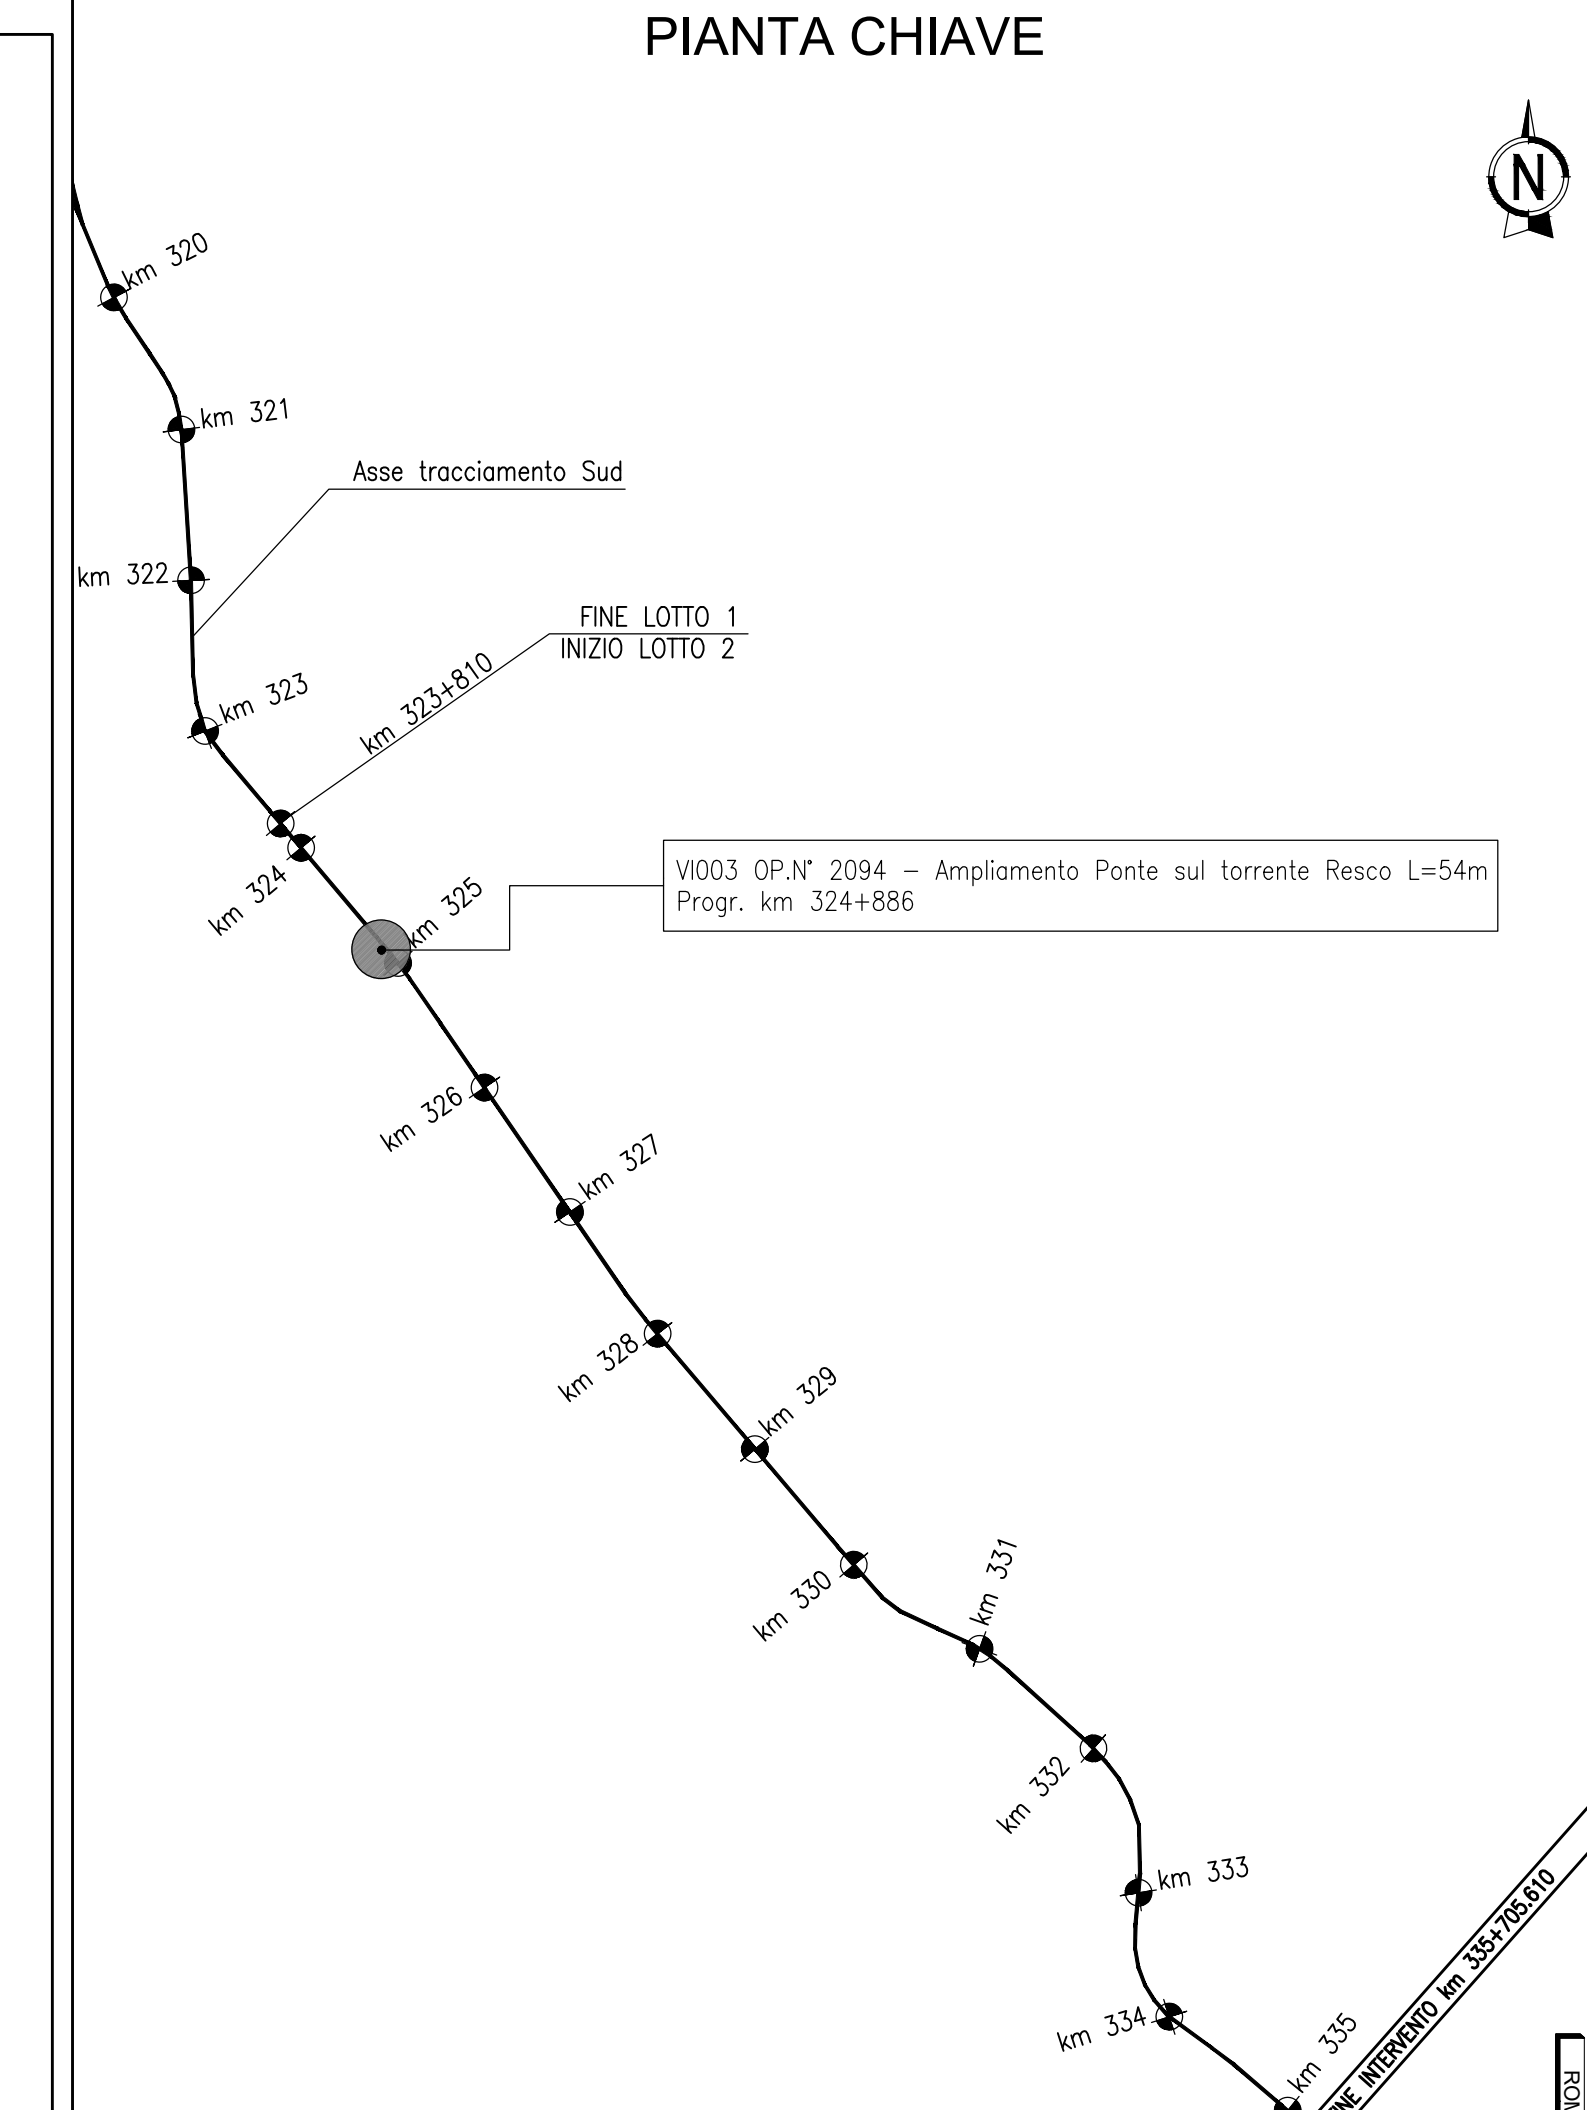 PIANTA CHIAVE
N
km 320
km 321
Asse tracciamento Sud
km 322
FINE LOTTO 1
INIZIO LOTTO 2
km 323+810
km 323
km 324
km 325
VI003 OP.N° 2094 – Ampliamento Ponte sul torrente Resco L=54m
Progr. km 324+886
km 326
km 327
km 328
km 329
km 330
km 331
km 332
km 333
km 334
km 335
INTERVENTO km 335+705.610